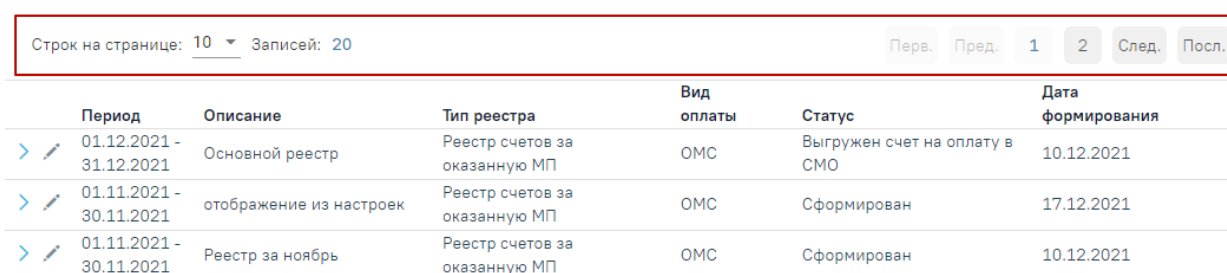 Строк на странице: 10 Записей: 20 Перв. Пред. 1 2 След. Посл.
Вид Дата
Период Описание Тип реестра оплаты Статус формирования
01.12.2021 - Реестр счетов за Выгружен счет на оплату в
Основной реестр ОМС 10.12.2021
31.12.2021 оказанную МП СМО
01.11.2021 - Реестр счетов за
отображение из настроек ОМС Сформирован 17.12.2021
30.11.2021 оказанную МП
01.11.2021 - Реестр счетов за
Реестр за ноябрь ОМС Сформирован 10.12.2021
30.11.2021 оказанную МП